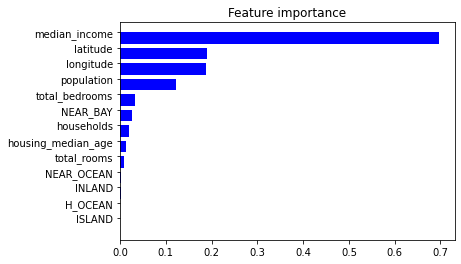 Feature importance
median_income
latitude
longitude
population
total_bedrooms
NEAR_BAY
households
housing_median_age
total_rooms
NEAR_OCEAN
INLAND
H_OCEAN
ISLAND
0.0 0.1 0.2 0.3 0.4 0.5 0.6 0.7